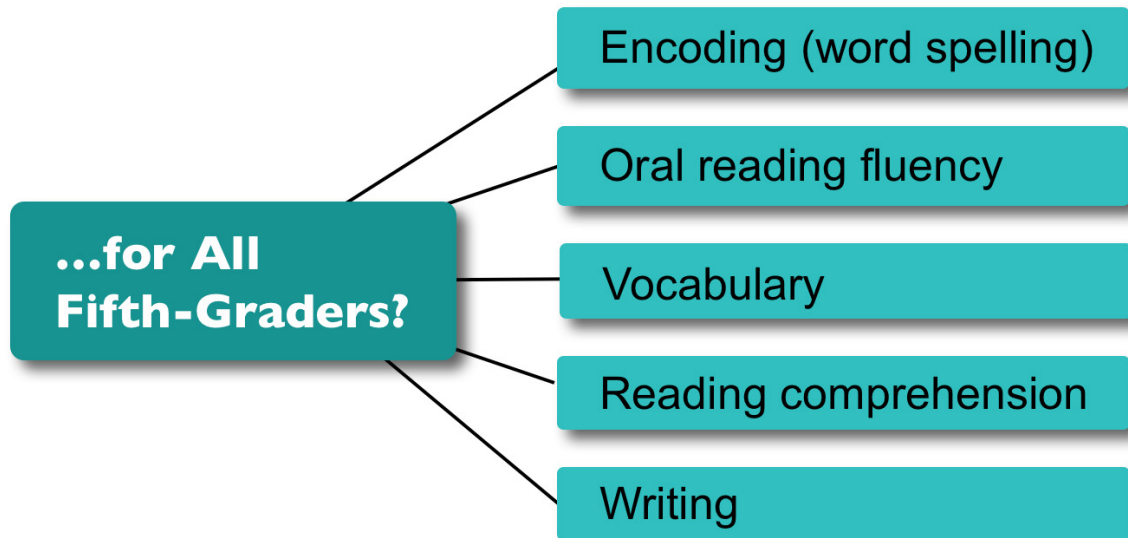 ...for All
Fifth-Graders?
Encoding (word spelling)
Oral reading fluency
Vocabulary
Reading comprehension
Writing